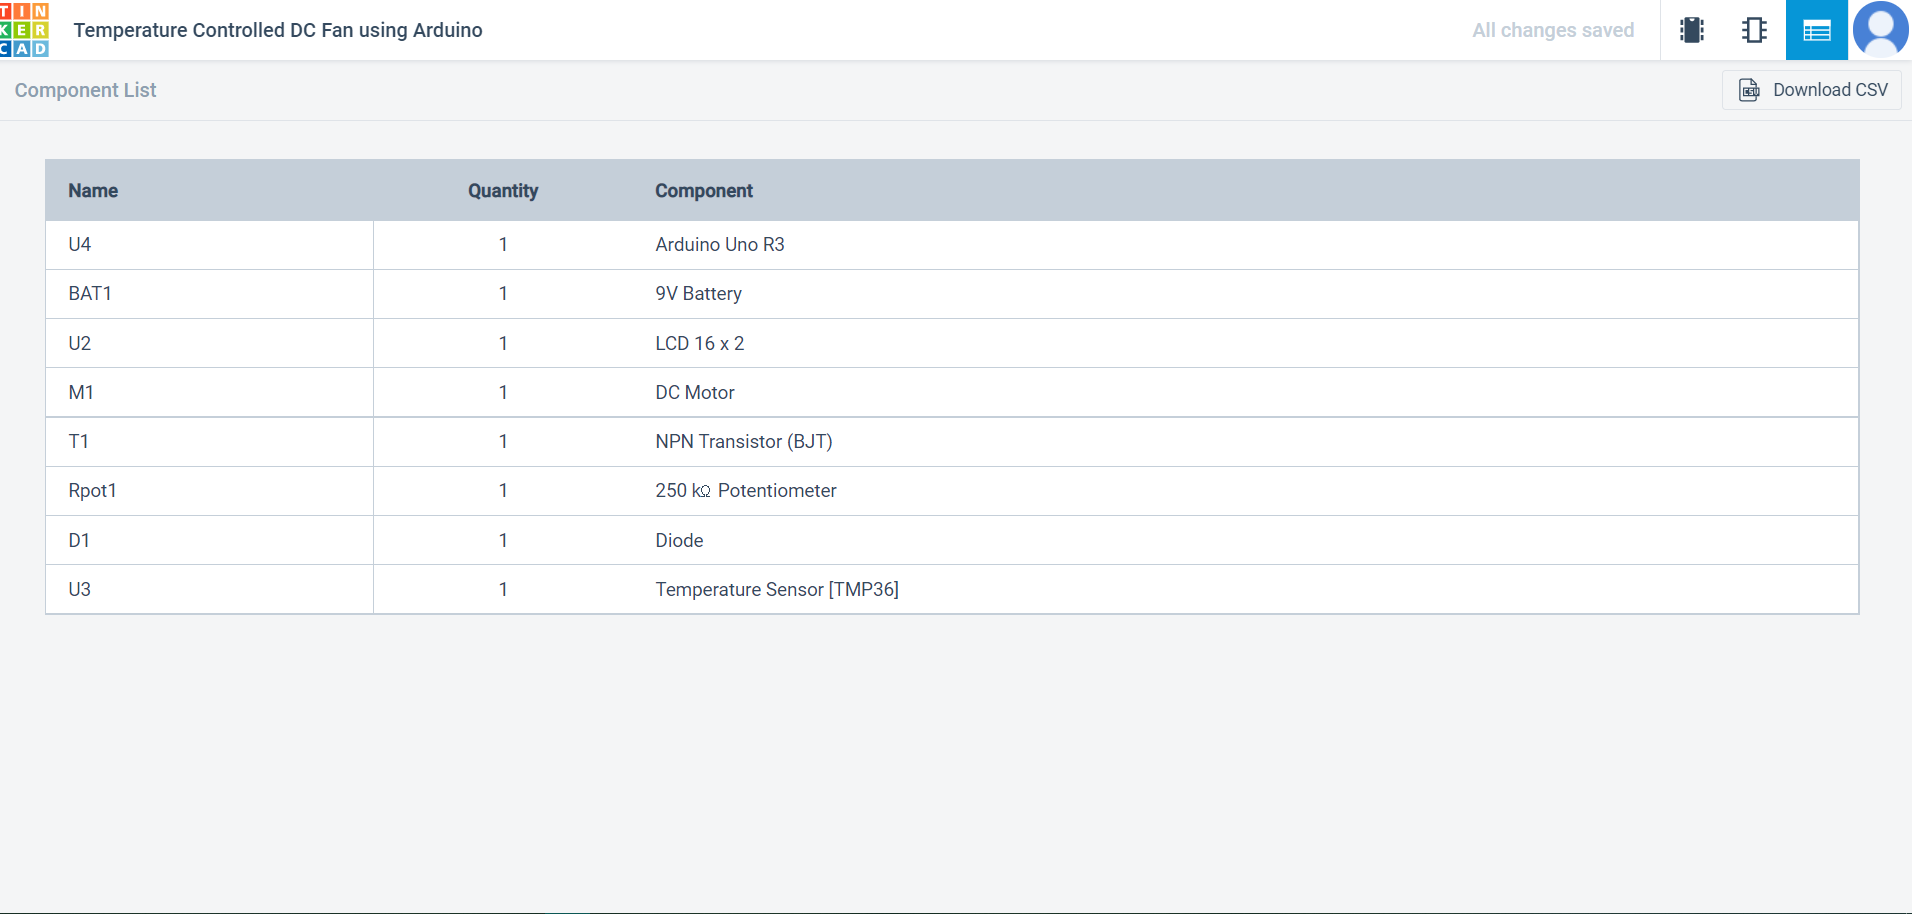 TIN
KER
CAD
Temperature Controlled DC Fan using Arduino
All changes saved
Component List
Download CSV
Name Quantity Component
U4 1 Arduino Uno R3
BAT1 1 9V Battery
U2 1 LCD 16 x 2
M1 1 DC Motor
T1 1 NPN Transistor (BJT)
Rpot1 1 250 kΩ Potentiometer
D1 1 Diode
U3 1 Temperature Sensor [TMP36]